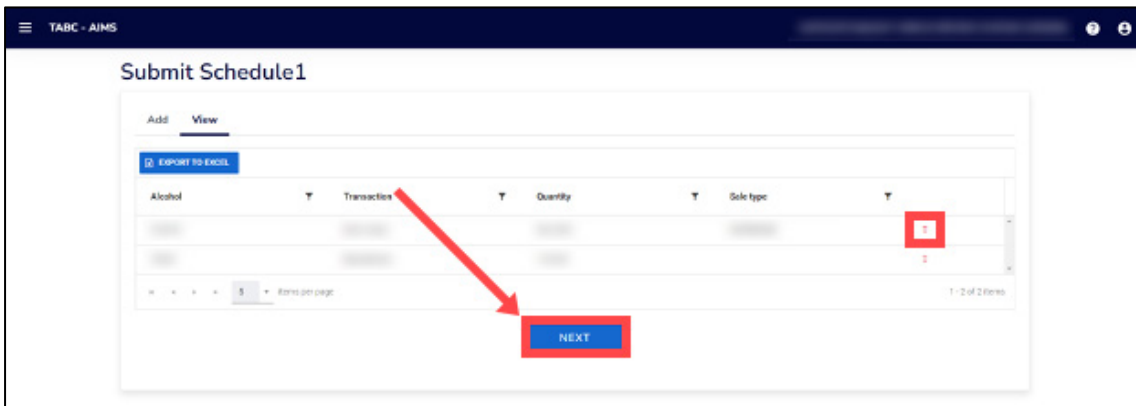 TABC - AIMS
Submit Schedule1
Add View
EXPORT TO EXCEL
Alcohol Transaction Quantity Sale type
5 items per page 1 - 2 of 2 items
NEXT